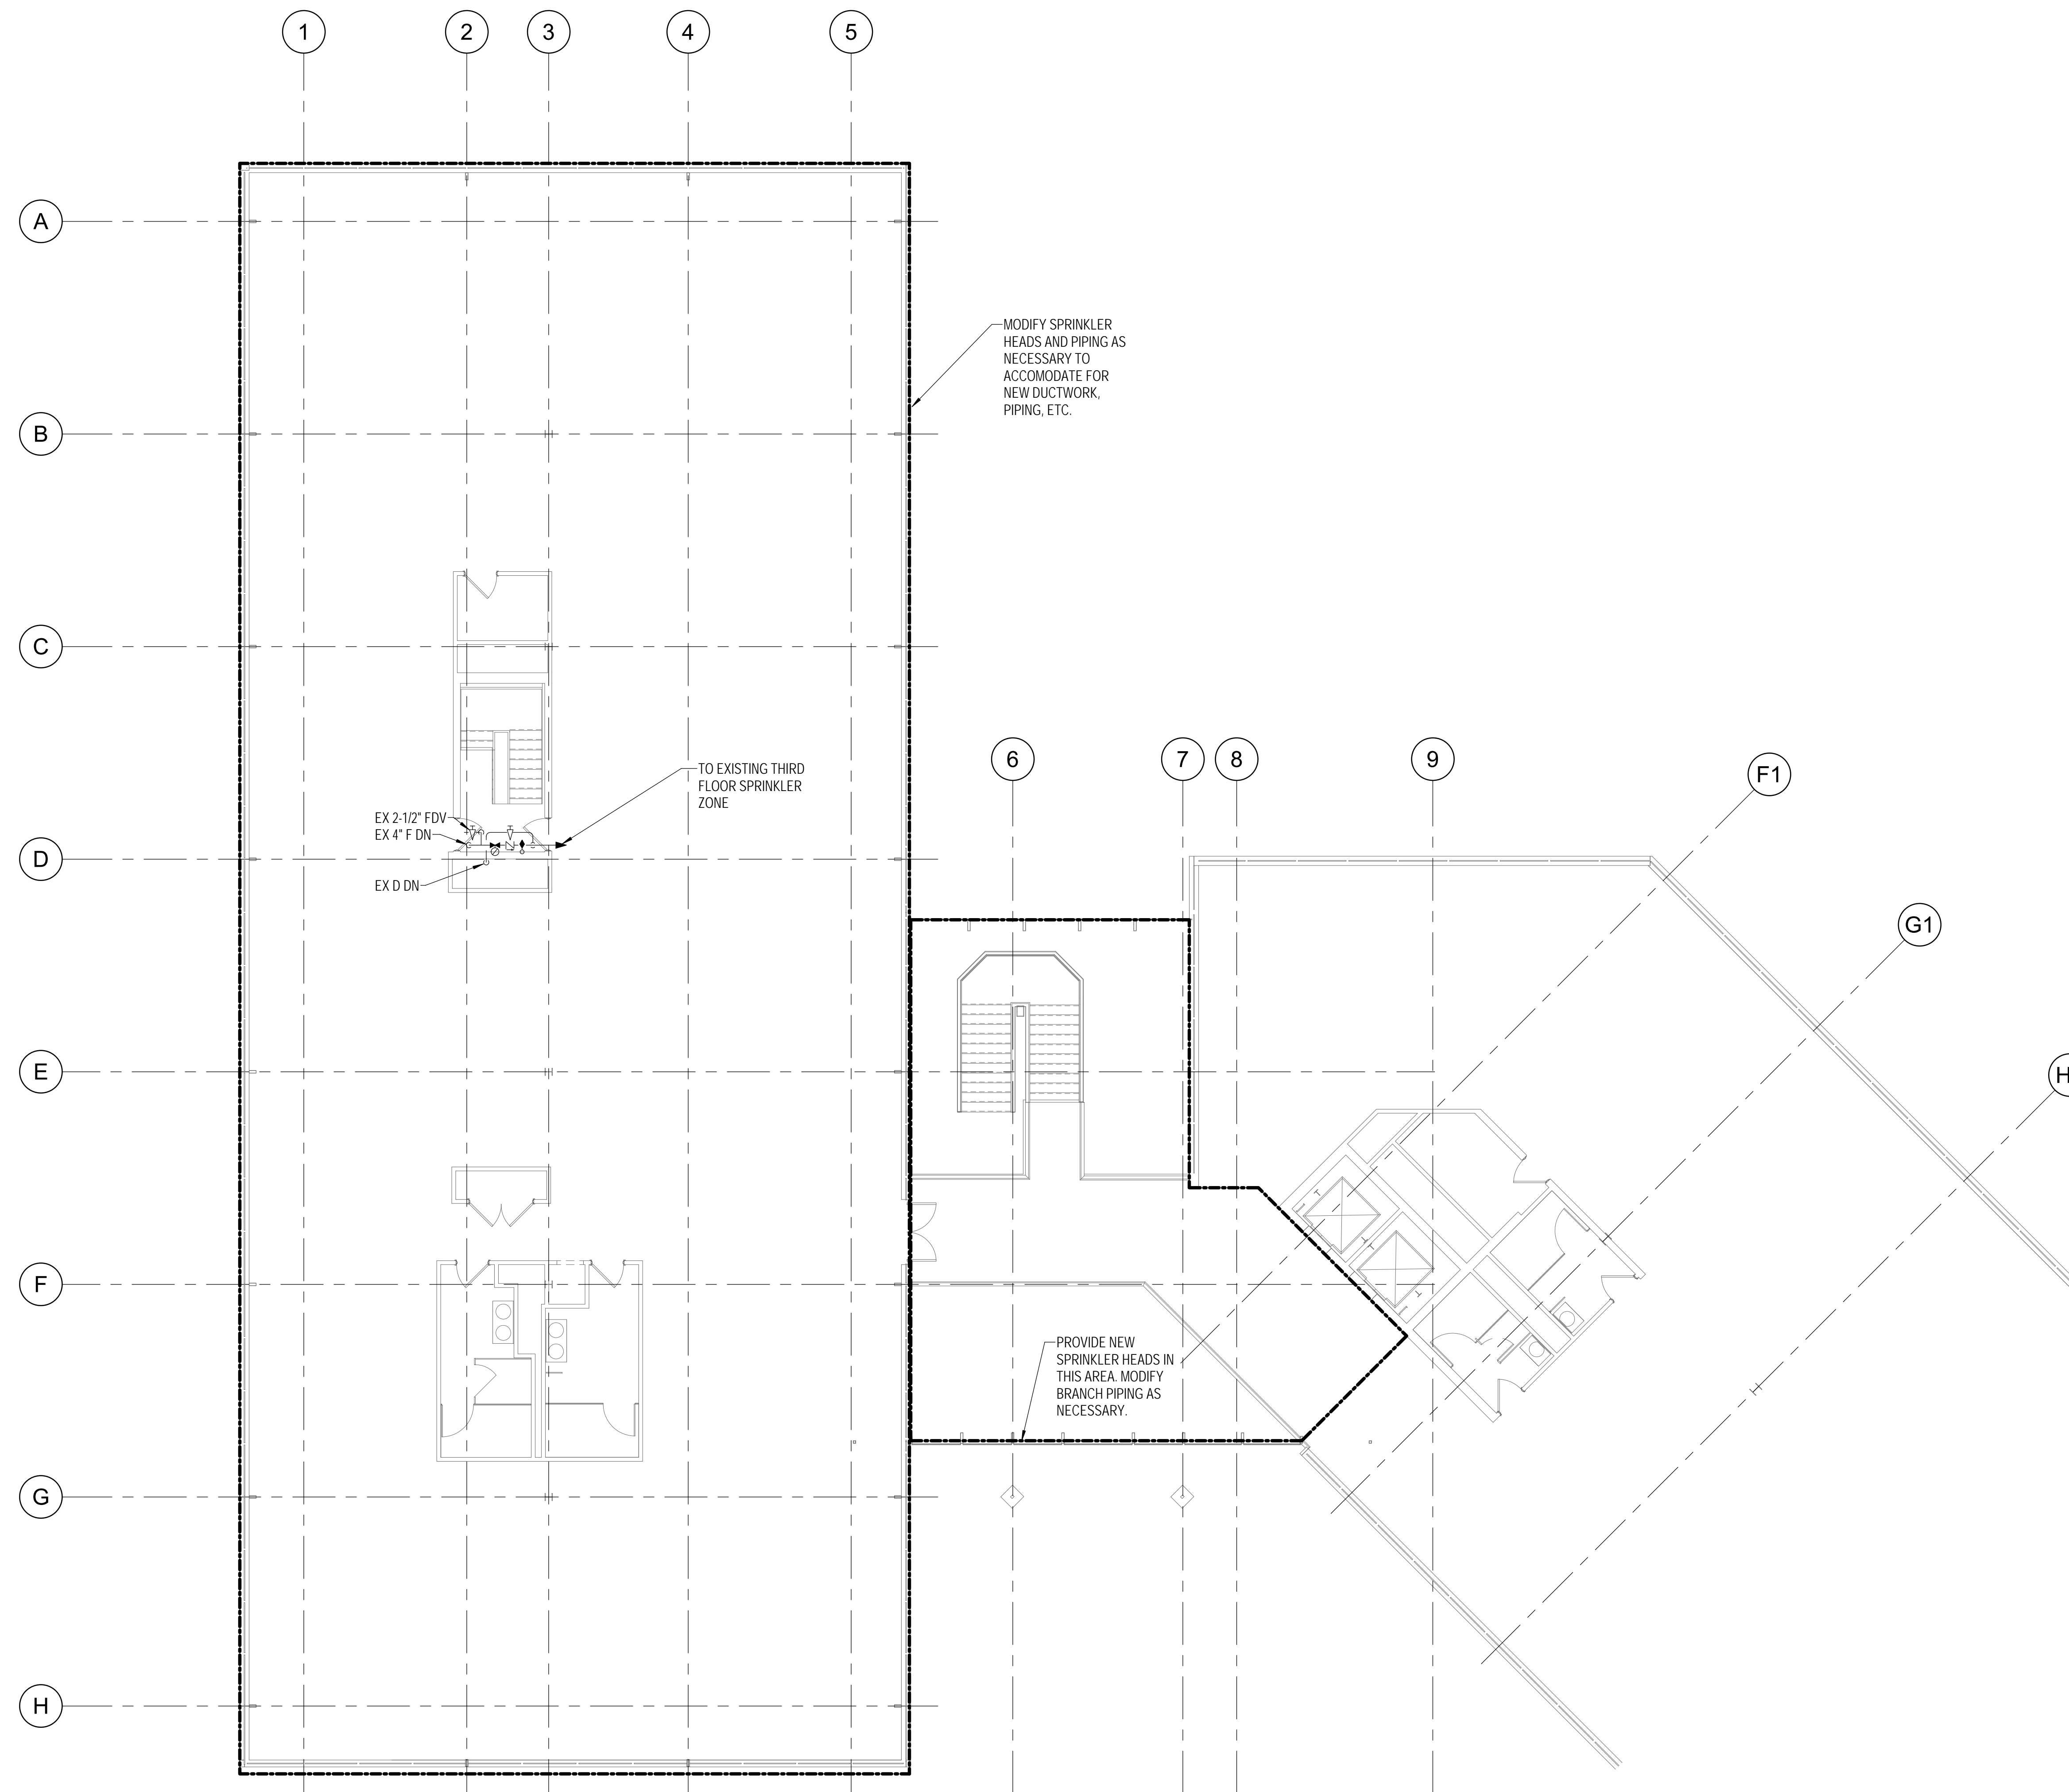 1
2
3
4
5
A
B
C
D
E
F
G
H
MODIFY SPRINKLER
HEADS AND PIPING AS
NECESSARY TO
ACCOMODATE FOR
NEW DUCTWORK,
PIPING, ETC.
TO EXISTING THIRD
FLOOR SPRINKLER
ZONE
EX 2-1/2" FDV
EX 4" F DN
EX D DN
6
7
8
9
F1
G1
H
PROVIDE NEW
SPRINKLER HEADS IN
THIS AREA. MODIFY
BRANCH PIPING AS
NECESSARY.